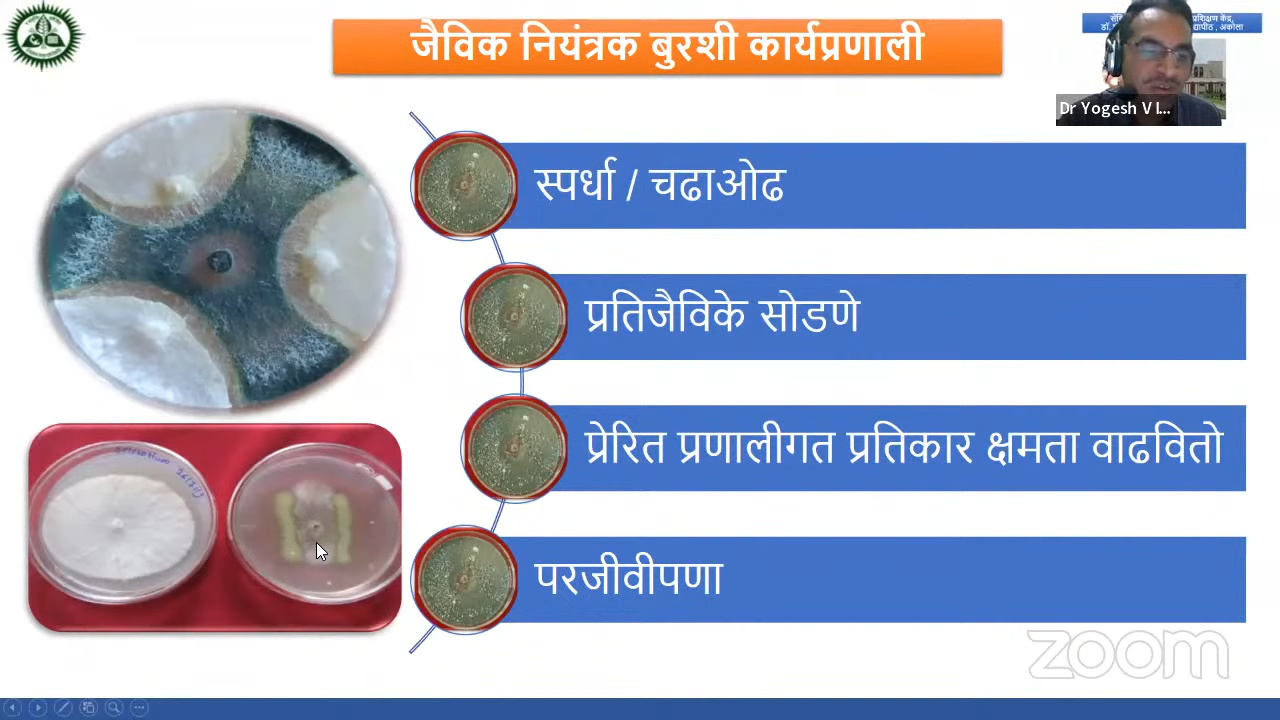 जैविक नियंत्रक बुरशी कार्यप्रणाली
Dr Yogesh V I...
स्पर्धा / चढाओढ
प्रतिजैविके सोडणे
प्रेरित प्रणालीगत प्रतिकार क्षमता वाढवितो
परजीवीपणा
zoom